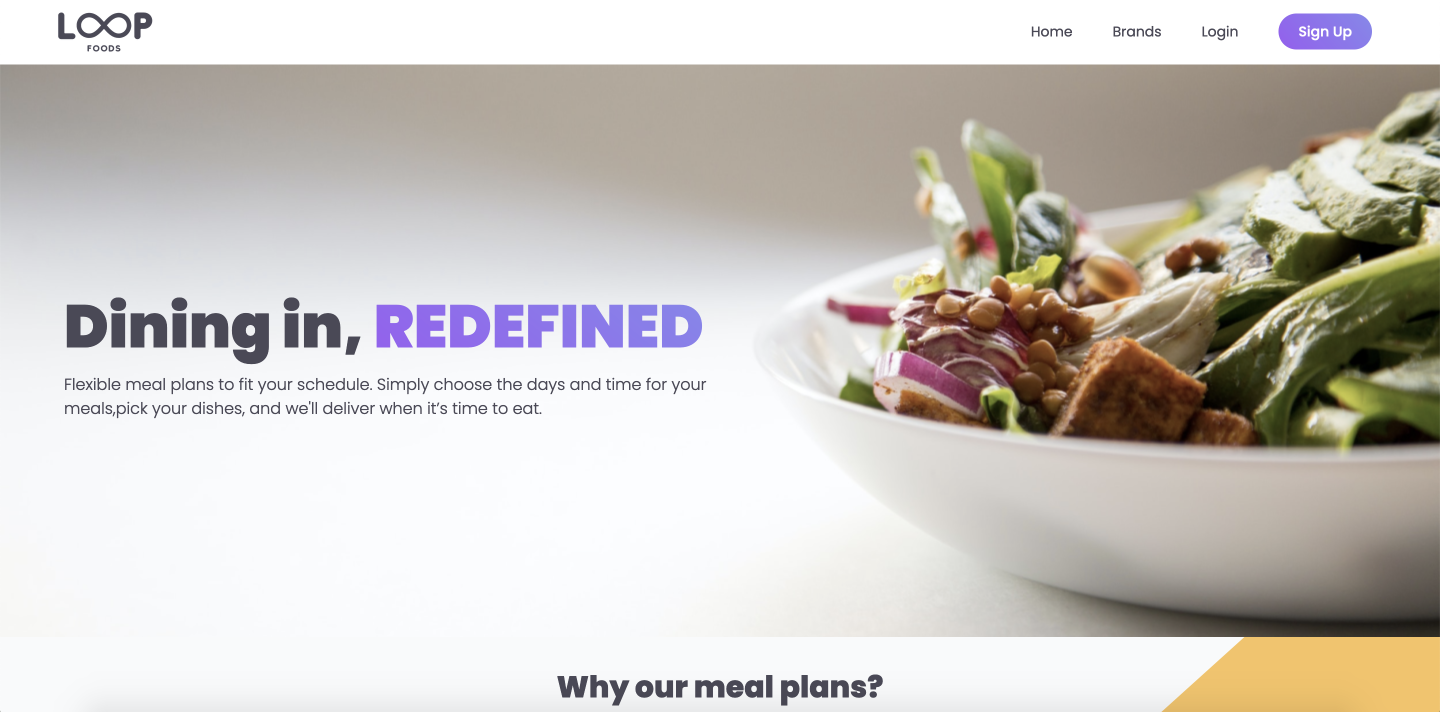 LOOP
FOODS
Home
Brands
Login
Sign Up
Dining in, REDEFINED
Flexible meal plans to fit your schedule. Simply choose the days and time for your
meals,pick your dishes, and we'll deliver when it’s time to eat.
Why our meal plans?